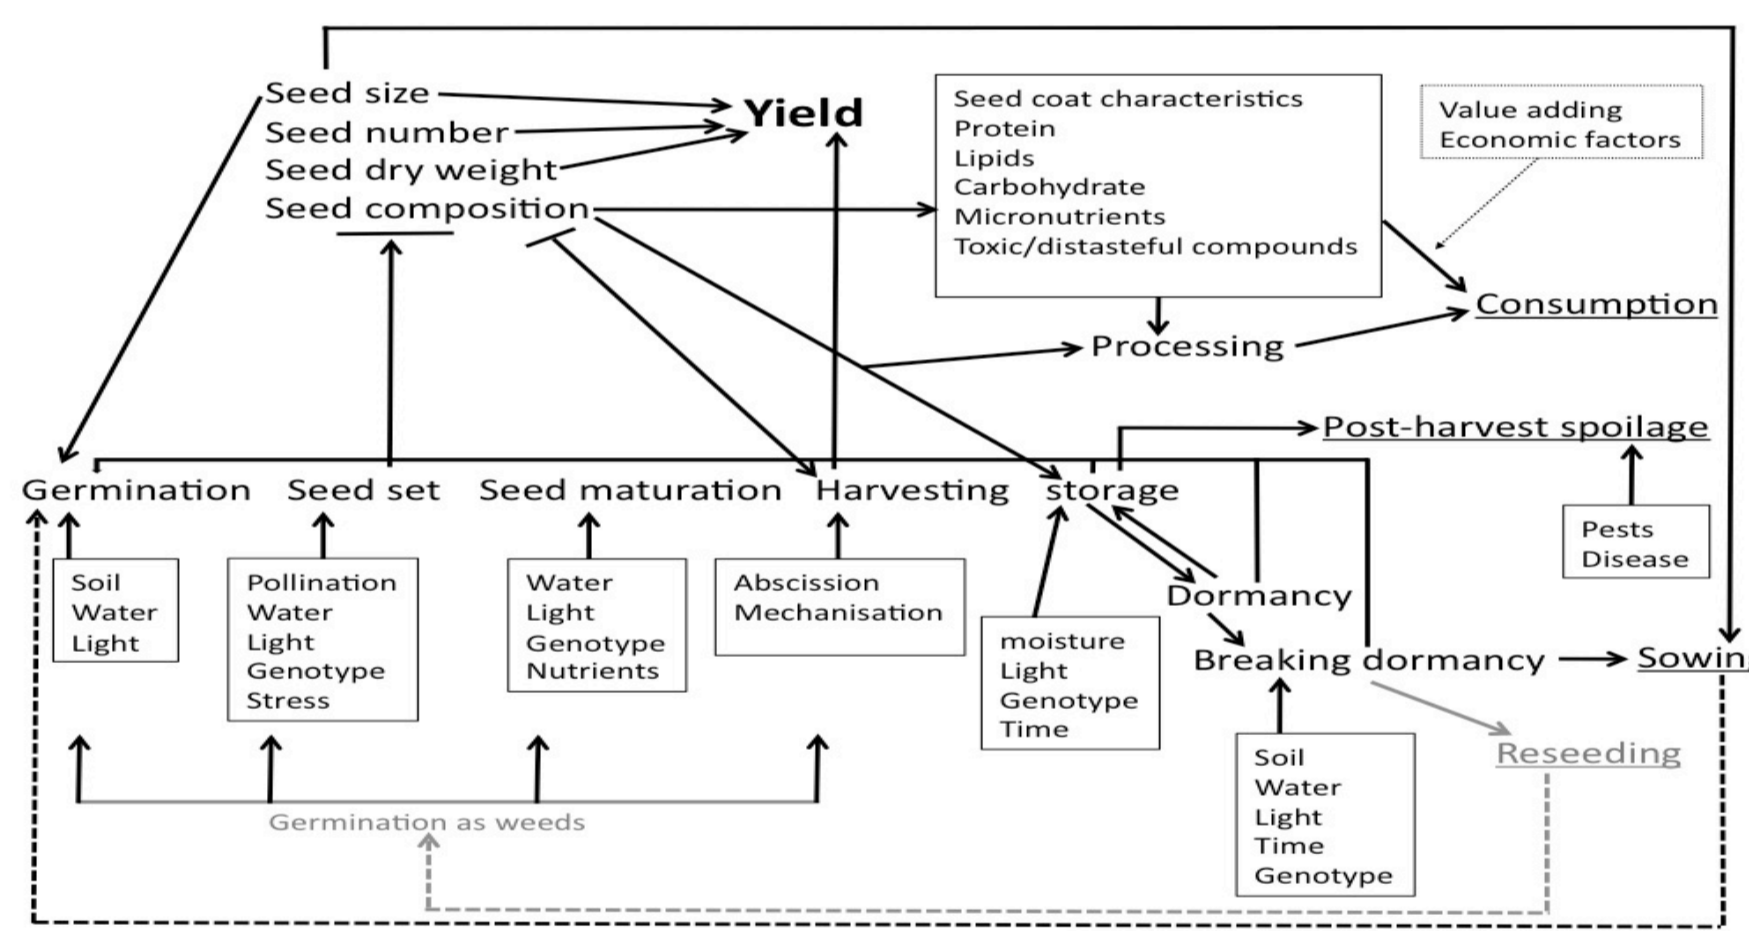 Seed size
Seed number
Seed dry weight
Seed composition
Yield
Seed coat characteristics
Protein
Lipids
Carbohydrate
Micronutrients
Toxic/distasteful compounds
Value adding
Economic factors
Consumption
Processing
Post-harvest spoilage
Pests
Disease
Germination
Seed set
Seed maturation
Harvesting
storage
Soil
Water
Light
Pollination
Water
Light
Genotype
Stress
Water
Light
Genotype
Nutrients
Abscission
Mechanisation
moisture
Light
Genotype
Time
Dormancy
Breaking dormancy
Sowin
Reseeding
Soil
Water
Light
Time
Genotype
Germination as weeds